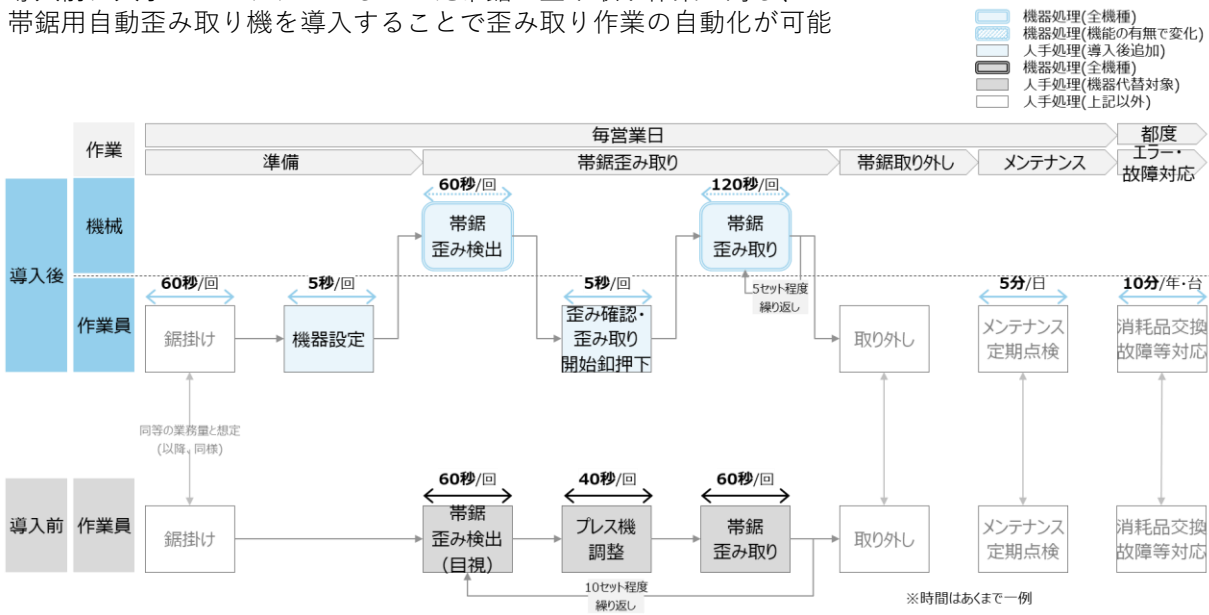 帯鋸用自動歪み取り機を導入することで歪み取り作業の自動化が可能
機器処理(全機種)
機器処理(機能の有無で変化)
人手処理(導入後追加)
機器処理(全機種)
人手処理(機器代替対象)
人手処理(上記以外)
作業
毎営業日
都度
準備
帯鋸歪み取り
帯鋸取り外し
メンテナンス
エラー・
故障対応
導入後
機械
60秒/回
帯鋸
歪み検出
120秒/回
帯鋸
歪み取り
5セット程度
繰り返し
作業員
60秒/回
鋸掛け
5秒/回
機器設定
5秒/回
歪み確認・
歪み取り
開始釦押下
取り外し
5分/日
メンテナンス
定期点検
10分/年・台
消耗品交換
故障等対応
同等の業務量と想定
(以降、同様)
導入前
作業員
鋸掛け
60秒/回
帯鋸
歪み検出
(目視)
40秒/回
プレス機
調整
60秒/回
帯鋸
歪み取り
10セット程度
繰り返し
取り外し
メンテナンス
定期点検
消耗品交換
故障等対応
※時間はあくまで一例